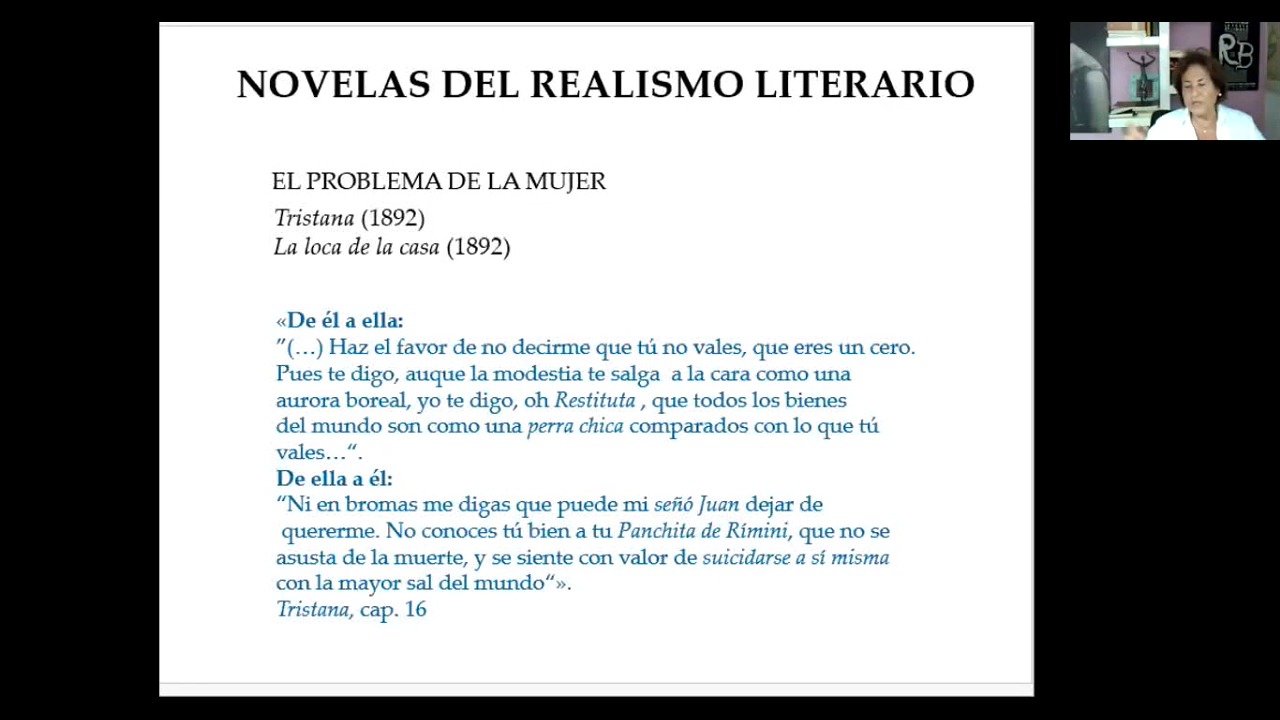 NOVELAS DEL REALISMO LITERARIO
EL PROBLEMA DE LA MUJER
Tristana (1892)
La loca de la casa (1892)
«De él a ella:
”(…) Haz el favor de no decirme que tú no vales, que eres un cero.
Pues te digo, auque la modestia te salga a la cara como una
aurora boreal, yo te digo, oh Restituta , que todos los bienes
del mundo son como una perra chica comparados con lo que tú
vales…“.
De ella a él:
“Ni en bromas me digas que puede mi señó Juan dejar de
quererme. No conoces tú bien a tu Panchita de Rímini, que no se
asusta de la muerte, y se siente con valor de suicidarse a sí misma
con la mayor sal del mundo“».
Tristana, cap. 16